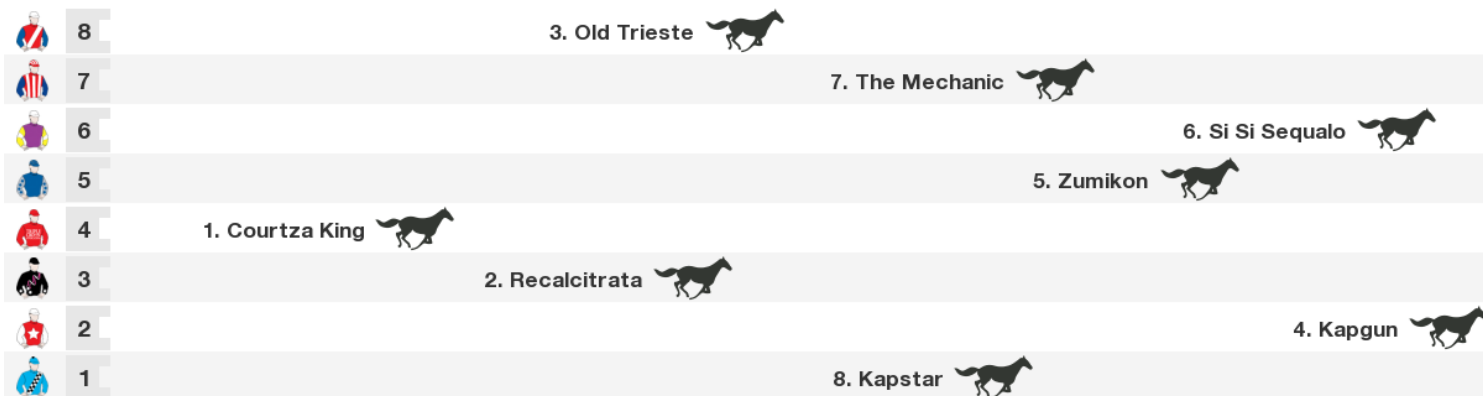 8 3. Old Trieste
7 7. The Mechanic
6 6. Si Si Sequalo
5 5. Zumikon
4 1. Courtza King
3 2. Recalcitrata
2 4. Kapgun
1 8. Kapstar